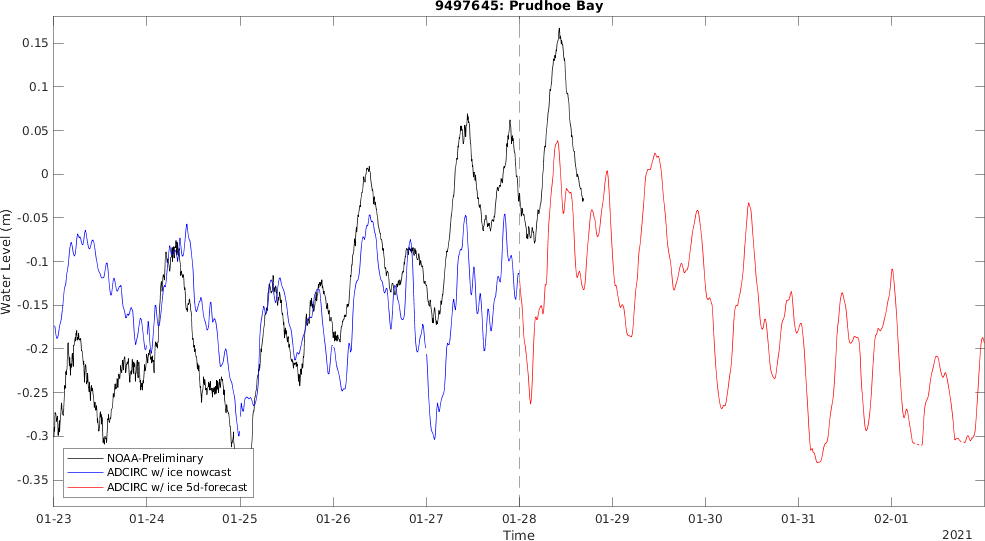 9497645: Prudhoe Bay
Water Level (m)
0.15
0.1
0.05
0
-0.05
-0.1
-0.15
-0.2
-0.25
-0.3
-0.35
NOAA-Preliminary
ADCIRC w/ ice nowcast
ADCIRC w/ ice 5d-forecast
01-23 01-24 01-25 01-26 01-27 01-28 01-29 01-30 01-31 02-01
Time
2021